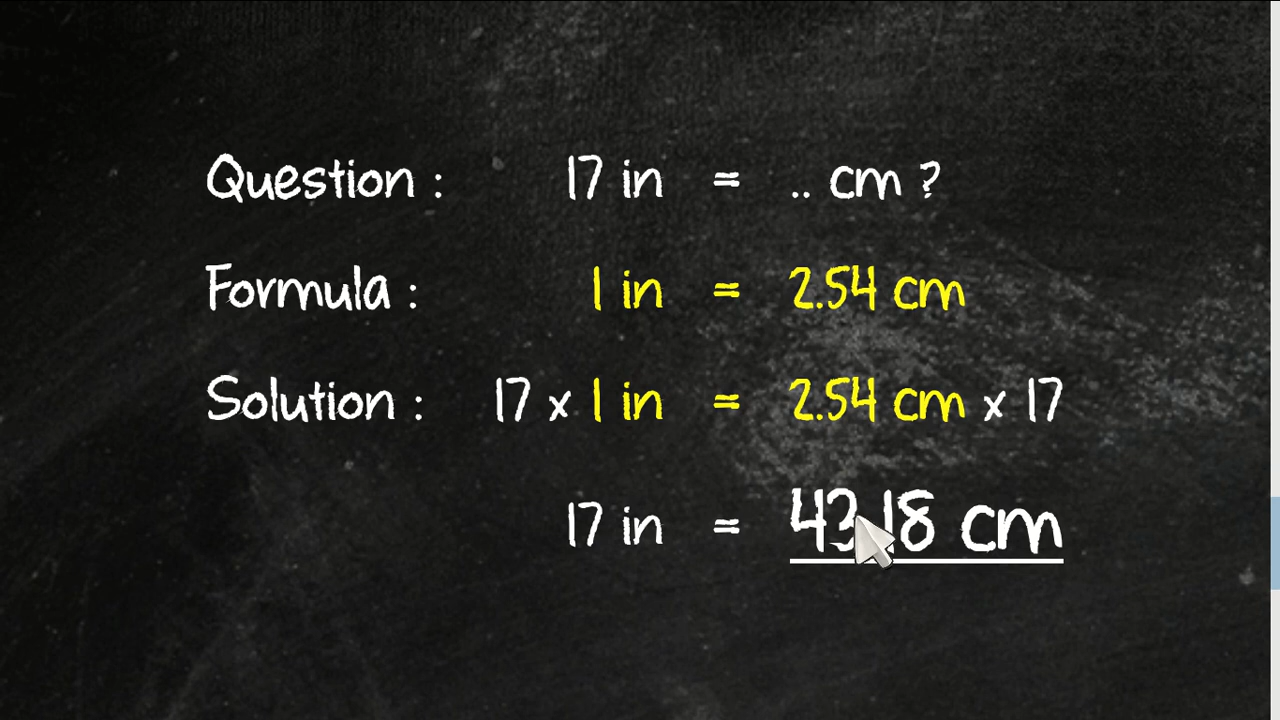 Question : 17 in = .. cm ?
Formula : 1 in = 2.54 cm
Solution : 17 x 1 in = 2.54 cm x 17
17 in = 43.18 cm